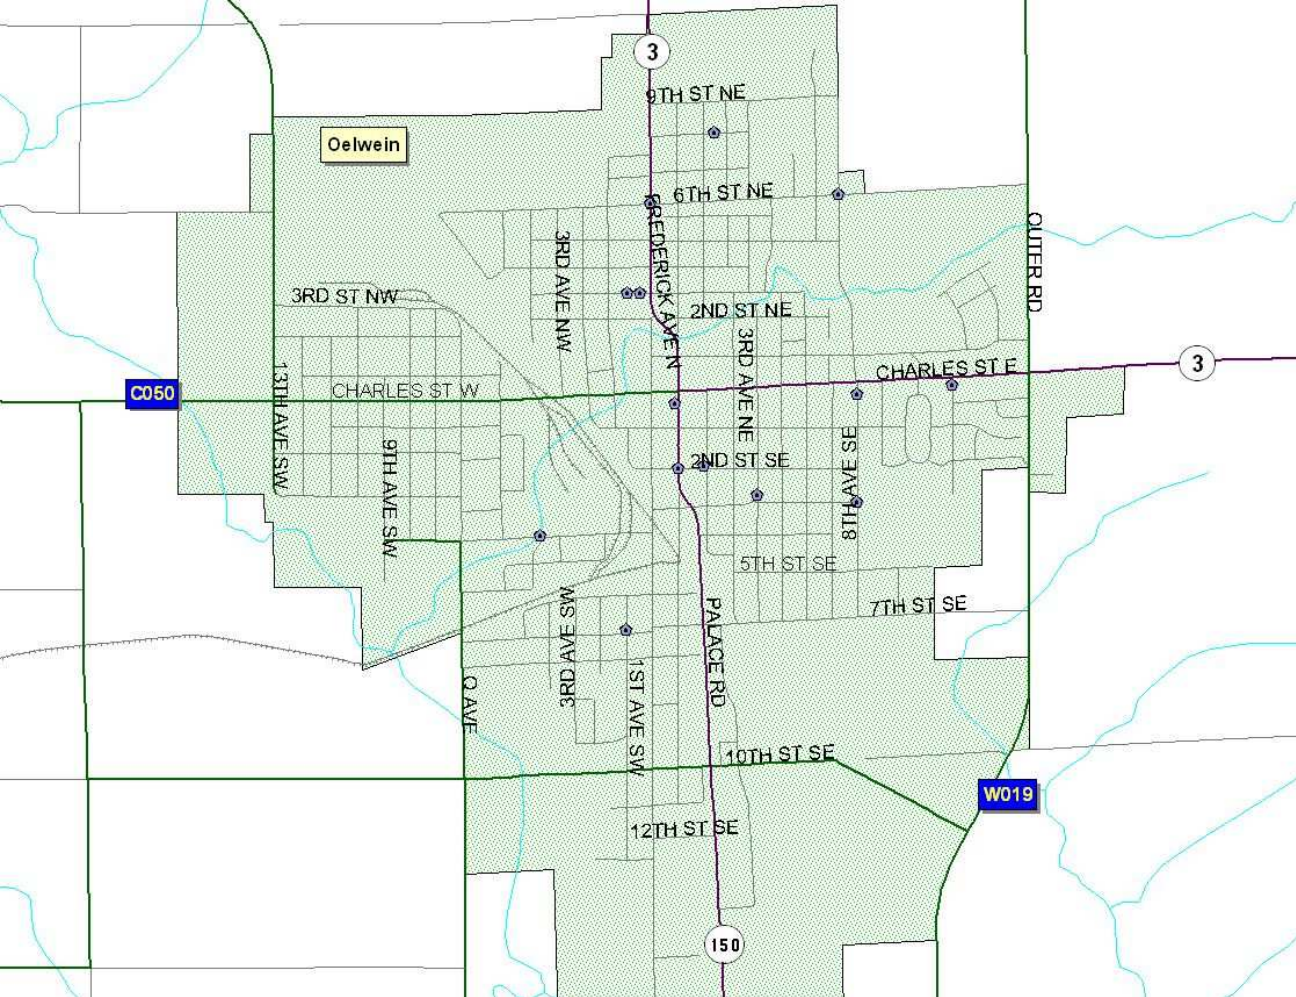 3
9TH ST NE
Oelwein
6TH ST NE
FREDERICK AVE N
OUTER RD
3RD AVE NW
3RD ST NW
2ND ST NE
3RD AVE NE
3
CHARLES ST E
C050
CHARLES ST W
13TH AVE SW
9TH AVE SW
2ND ST SE
8TH AVE SE
5TH ST SE
7TH ST SE
3RD AVE SW
PALACE RD
1ST AVE SW
Q AVE
10TH ST SE
W019
12TH ST SE
150